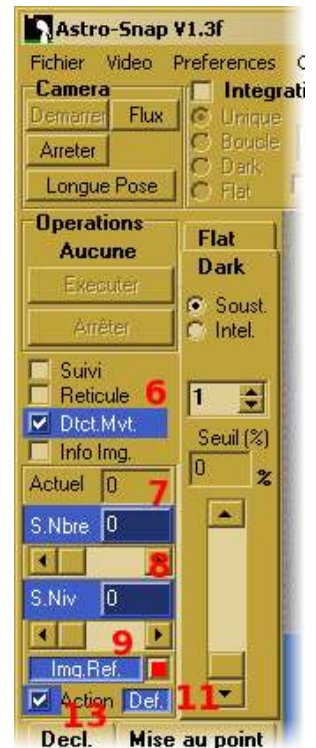 Astro-Snap V1.3f
Fichier Video Preferences
Camera
Integrati
Demarrer Flux
Unique
Boucle
Arreter
Dark
Longue Pose
Flat
Operations
Aucune
Flat
Dark
Executer
Soust.
Arrêter
Intel.
Suivi
Reticule 6
1
Dtct.Mvt.
Info Img.
Seuil (%)
Actuel 0 7
0 %
S.Nbre 0
8
S.Niv 0
9
Img.Ref.
Action Def. 11
13
Decl. Mise au point